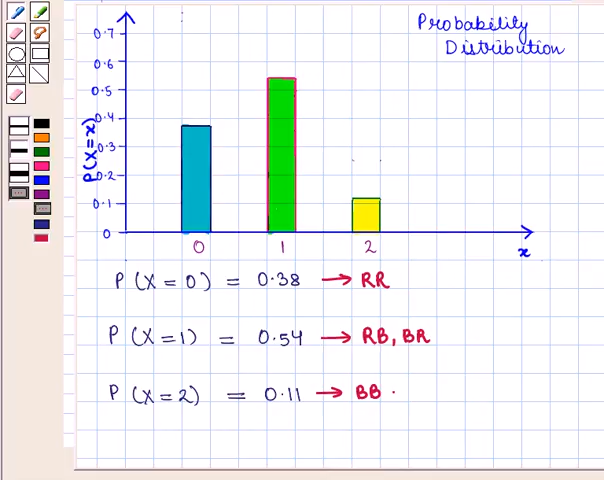 Probability
Distribution
0.7
0.6
0.5
0.4
0.3
0.2
0.1
0
P(X=x)
0 1 2
x
P(X=0) = 0.38 → RR
P(X=1) = 0.54 → RB, BR
P(X=2) = 0.11 → BB.